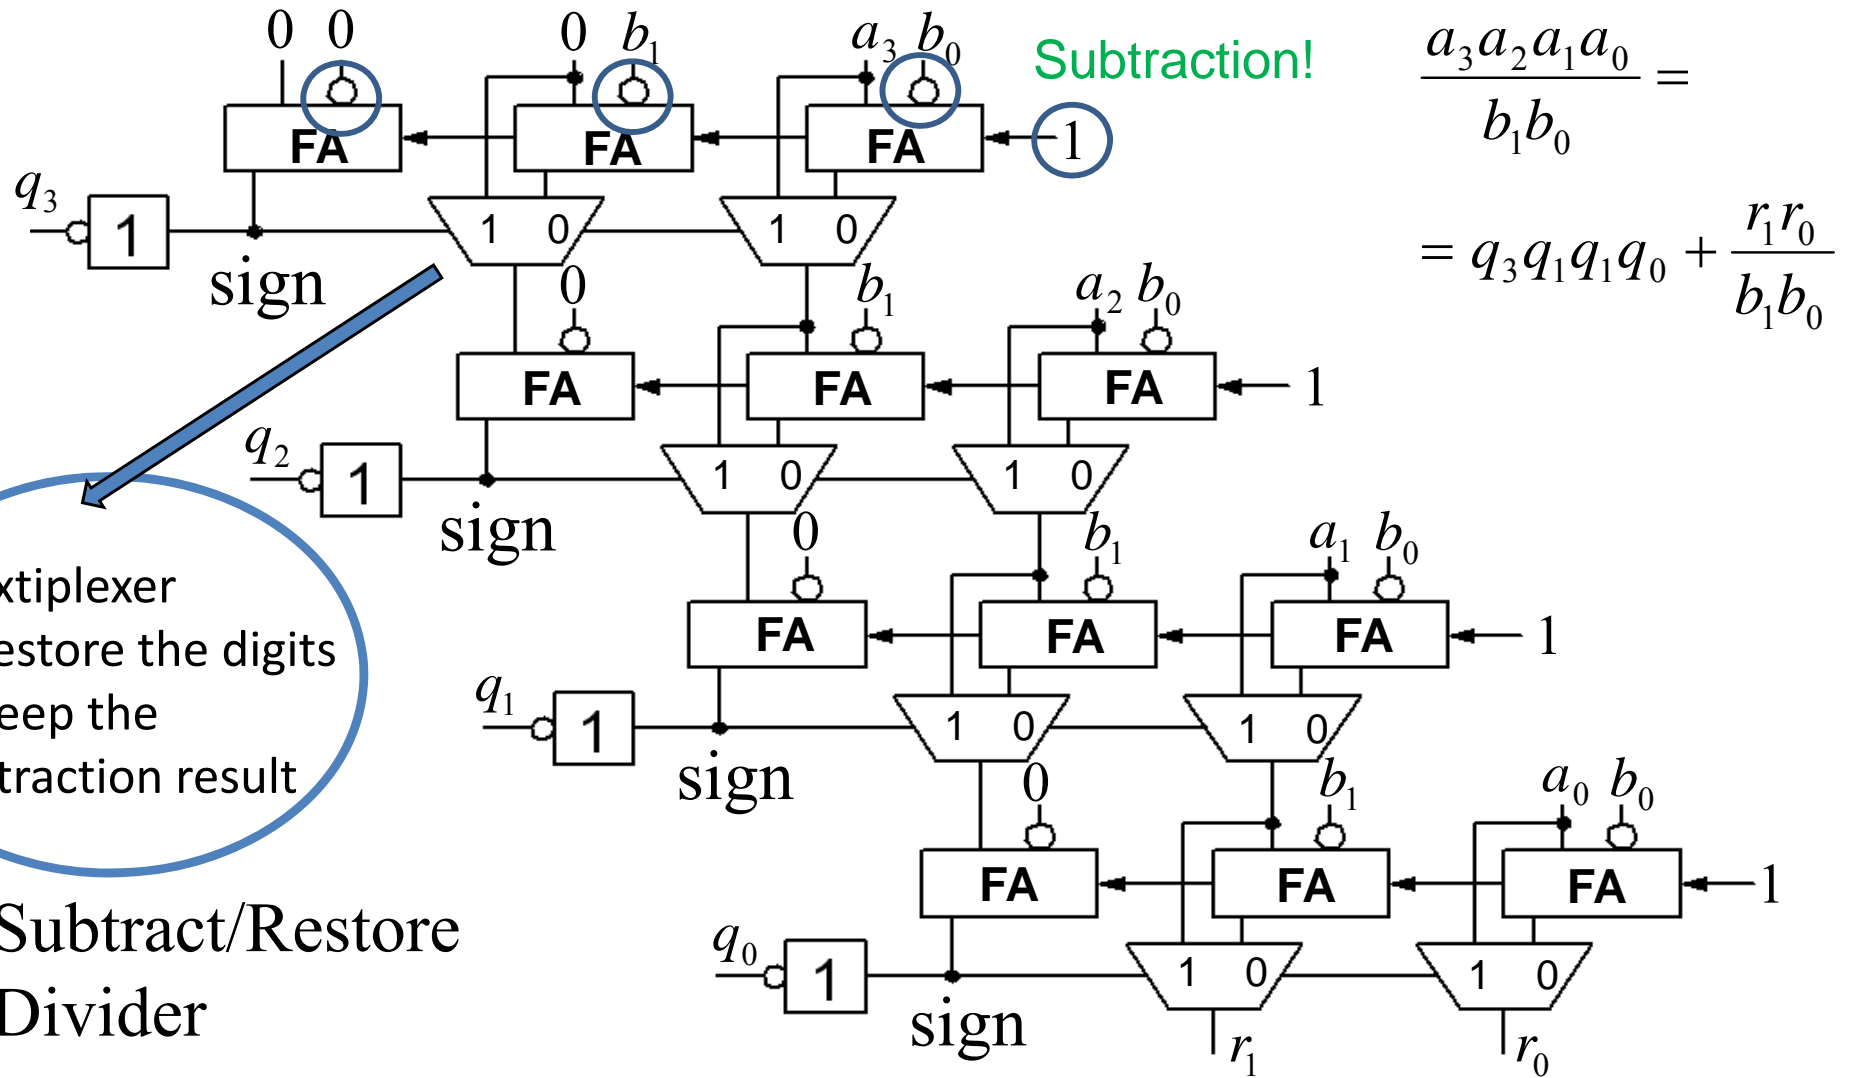 0 0 0 b₁ a₃ b₀ Subtraction!
FA FA FA 1
q₃ 1 1 0 1 0
sign
0 b₁ a₂ b₀
FA FA FA 1
q₂ 1 1 0 1 0
sign
0 b₁ a₁ b₀
FA FA FA 1
q₁ 1 1 0 1 0
sign
0 b₁ a₀ b₀
FA FA FA 1
q₀ 1 1 0 1 0
sign
r₁ r₀
a₃a₂a₁a₀ / b₁b₀ =
= q₃q₁q₁q₀ + r₁r₀ / b₁b₀
xtiplexer
estore the digits
eep the
traction result
Subtract/Restore
Divider